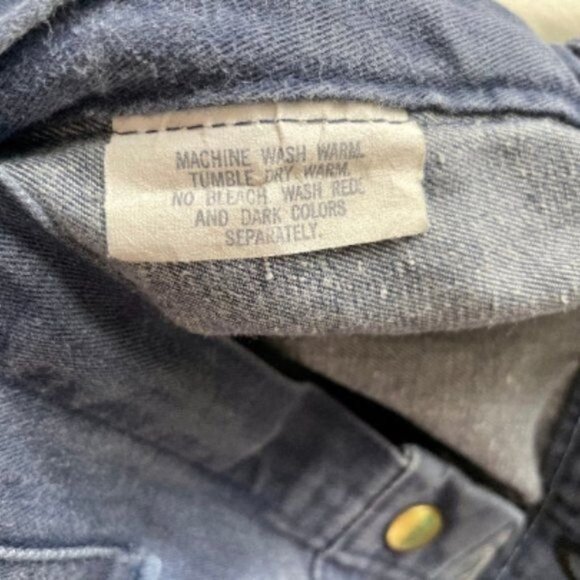 MACHINE WASH WARM.
TUMBLE DRY WARM.
NO BLEACH. WASH REDS
AND DARK COLORS
SEPARATELY.